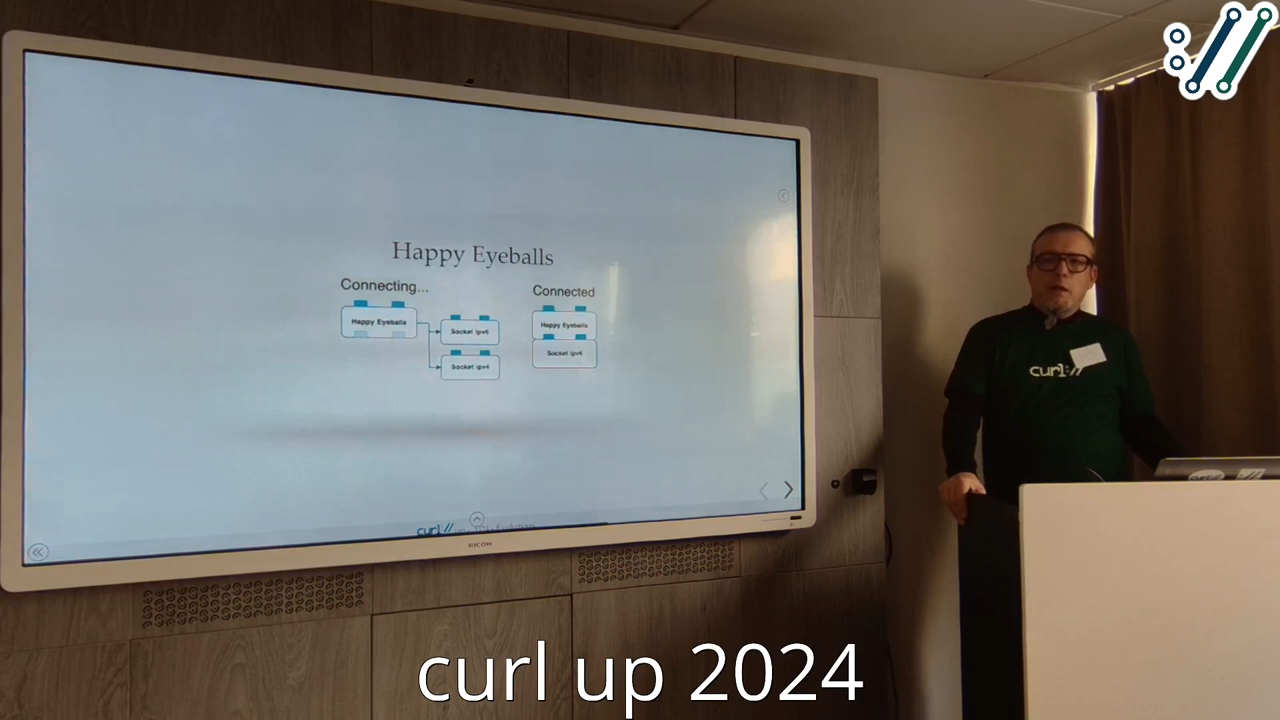 Happy Eyeballs
Connecting...
Connected
Happy Eyeballs
Socket ipv6
Socket ipv4
Happy Eyeballs
Socket ipv6
curl://
RICOH
curl://
curl up 2024